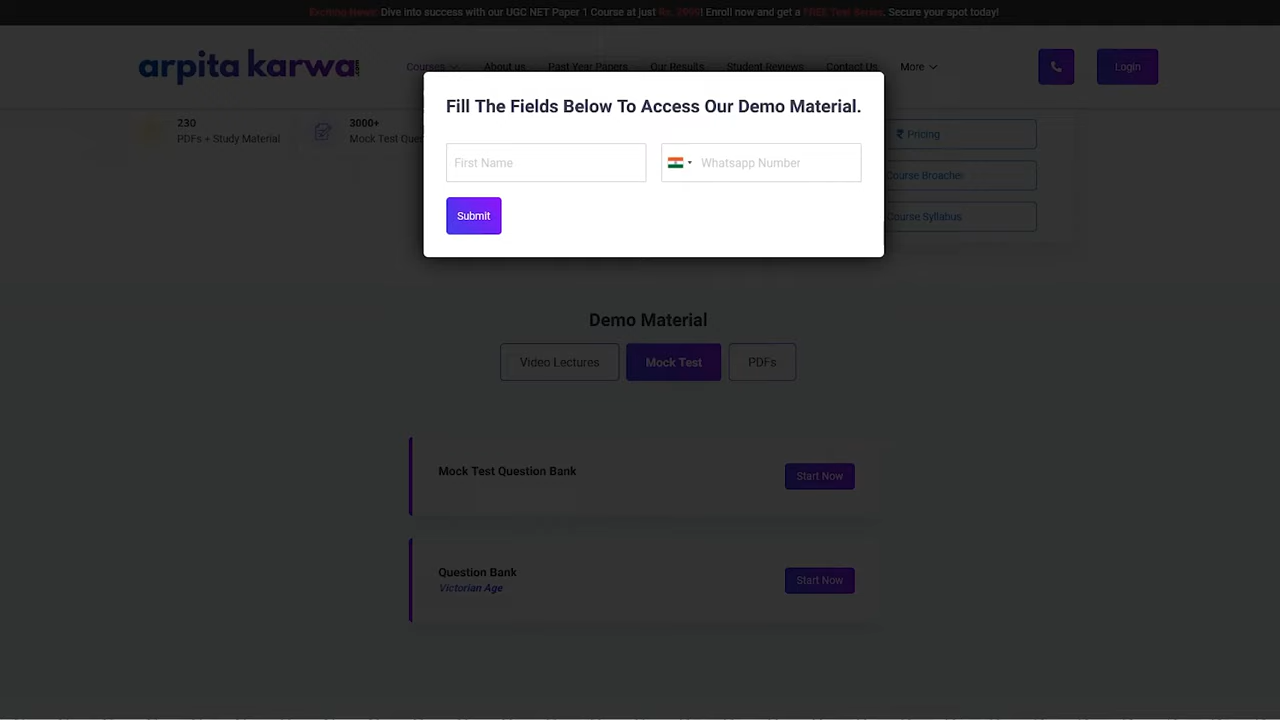 Exciting News: Dive into success with our UGC NET Paper 1 Course at just Rs. 2999! Enroll now and get a FREE Test Series. Secure your spot today!
arpita karwa .com
Courses About us Past Year Papers Our Results Student Reviews Contact Us More Login
Fill The Fields Below To Access Our Demo Material.
230
PDFs + Study Material
3000+
Mock Test Ques
Pricing
First Name
Whatsapp Number
Course Broacher
Submit
Course Syllabus
Demo Material
Video Lectures Mock Test PDFs
Mock Test Question Bank
Start Now
Question Bank
Victorian Age
Start Now